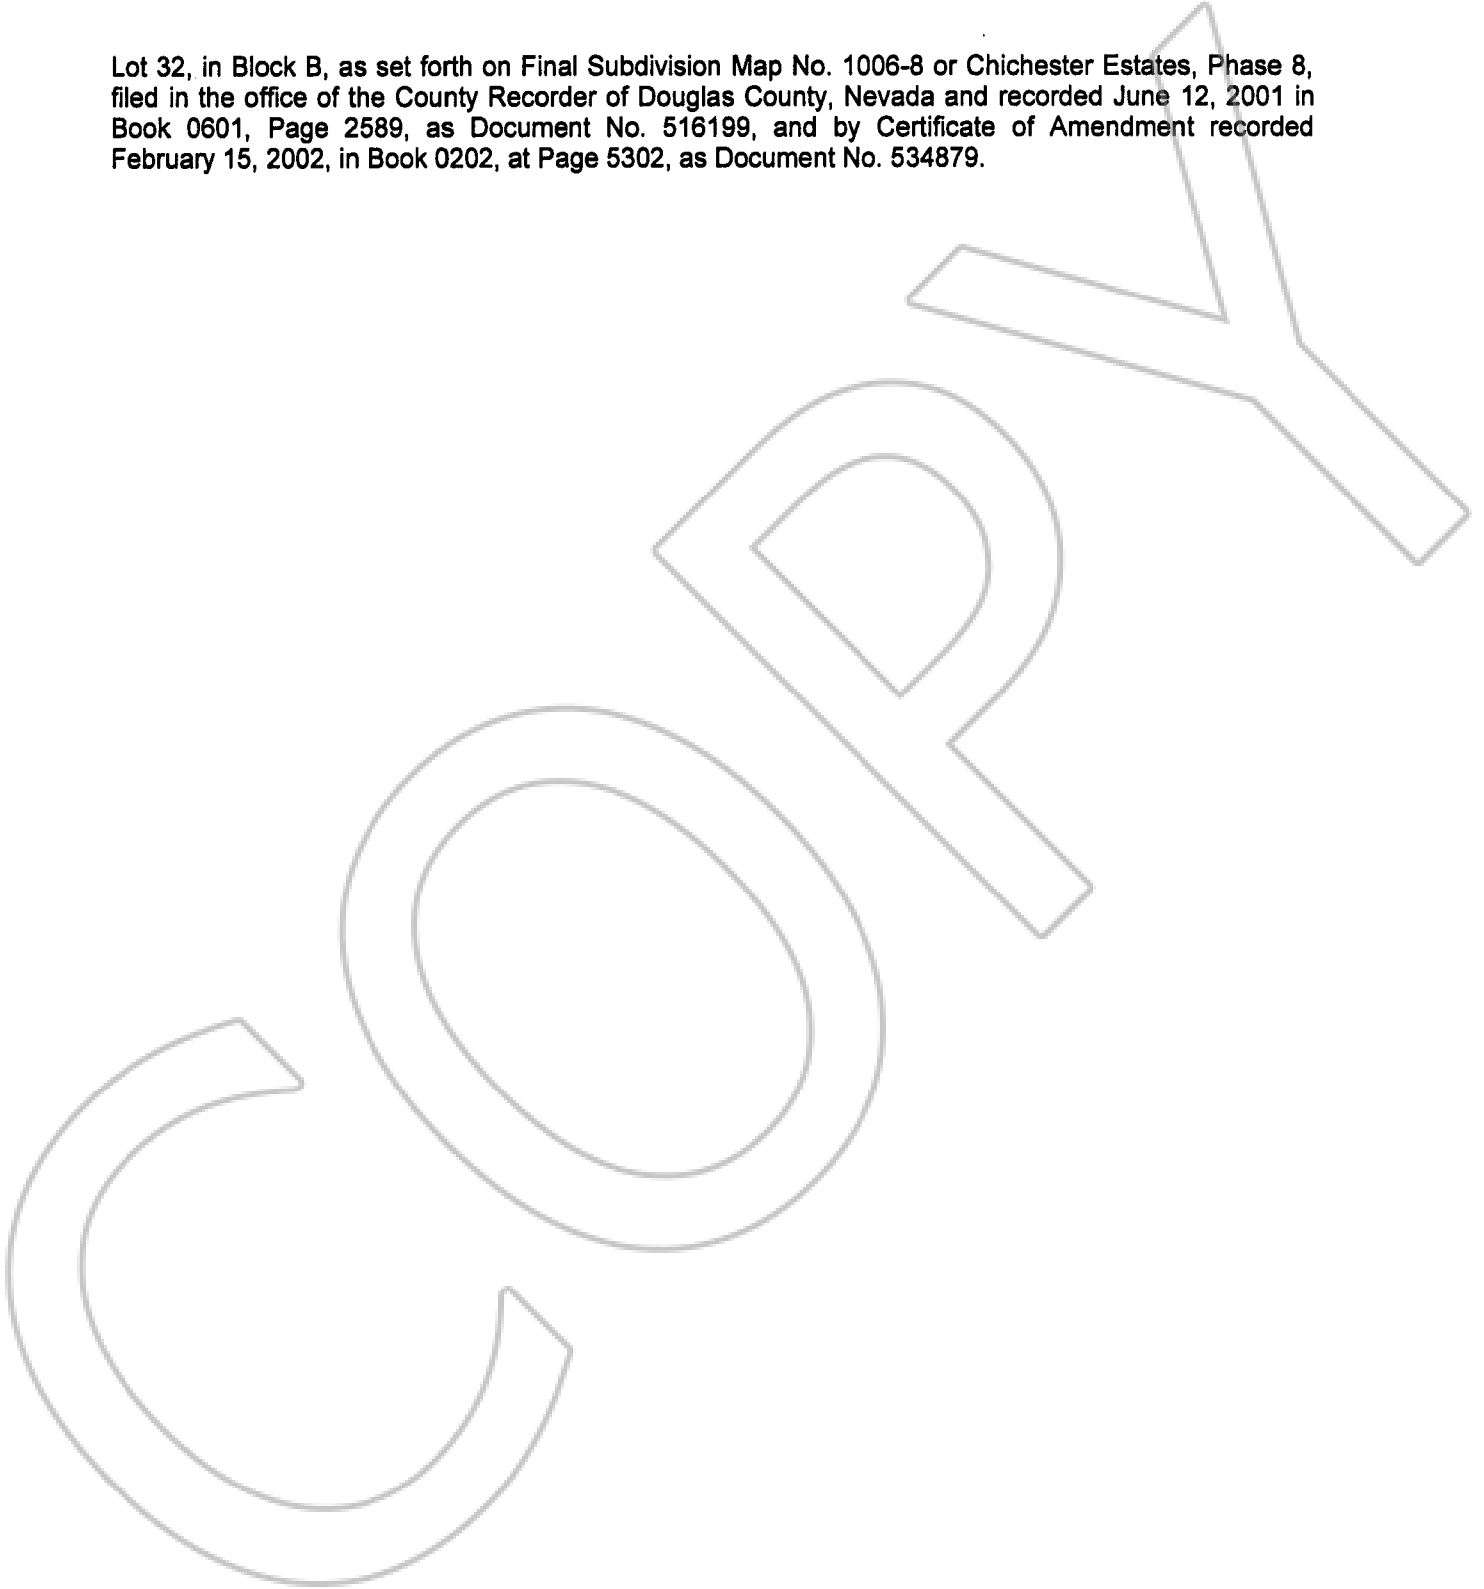 Lot 32, in Block B, as set forth on Final Subdivision Map No. 1006-8 or Chichester Estates, Phase 8,
filed in the office of the County Recorder of Douglas County, Nevada and recorded June 12, 2001 in
Book 0601, Page 2589, as Document No. 516199, and by Certificate of Amendment recorded
February 15, 2002, in Book 0202, at Page 5302, as Document No. 534879.
COPY